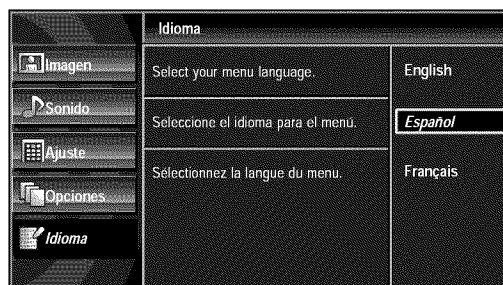 Idioma
Imagen
Sonido
Ajuste
Opciones
Idioma
Select your menu language.
Seleccione el idioma para el menú.
Sélectionnez la langue du menu.
English
Español
Français